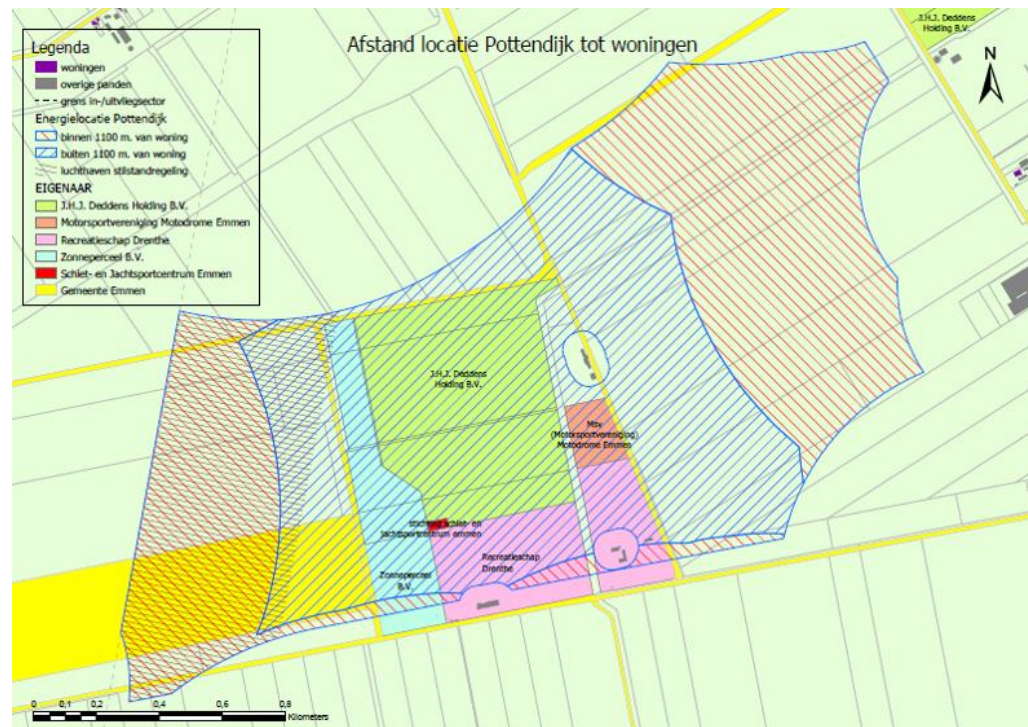 Afstand locatie Pottendijk tot woningen
Legenda
woningen
overige panden
grens in-/uitvliegsector
Energielocatie Pottendijk
binnen 1100 m. van woning
buiten 1100 m. van woning
luchthaven stilstandregeling
EIGENAAR
J.H.J. Deddens Holding B.V.
Motorsportvereniging Motodrome Emmen
Recreatieschap Drenthe
Zonneperceel B.V.
Schiet- en Jachtsportcentrum Emmen
Gemeente Emmen
J.H.J. Deddens
Holding B.V.
N
J.H.J. Deddens
Holding B.V.
Msv
(Motorsportvereniging)
Motodrome Emmen
stichting schiet- en
jachtsportcentrum emmen
Recreatieschap
Drenthe
Zonneperceel
B.V.
0 0,1 0,2 0,4 0,6 0,8
Kilometers